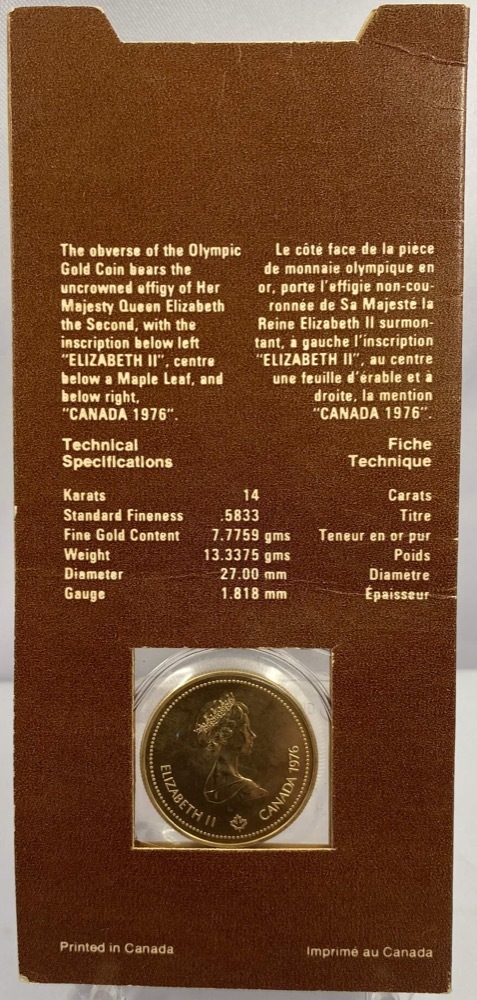 The obverse of the Olympic
Gold Coin bears the
uncrowned effigy of Her
Majesty Queen Elizabeth
the Second, with the
inscription below left
"ELIZABETH II", centre
below a Maple Leaf, and
below right,
"CANADA 1976".
Le côté face de la pièce
de monnaie olympique en
or, porte l'effigie non-cou-
ronnée de Sa Majesté la
Reine Elizabeth II surmon-
tant, à gauche l'inscription
"ELIZABETH II", au centre
une feuille d'érable et à
droite, la mention
"CANADA 1976".
Technical
Specifications
Fiche
Technique
Karats 14 Carats
Standard Fineness .5833 Titre
Fine Gold Content 7.7759 gms Teneur en or pur
Weight 13.3375 gms Poids
Diameter 27.00 mm Diamètre
Gauge 1.818 mm Épaisseur
ELIZABETH II
CANADA 1976
Printed in Canada
Imprimé au Canada